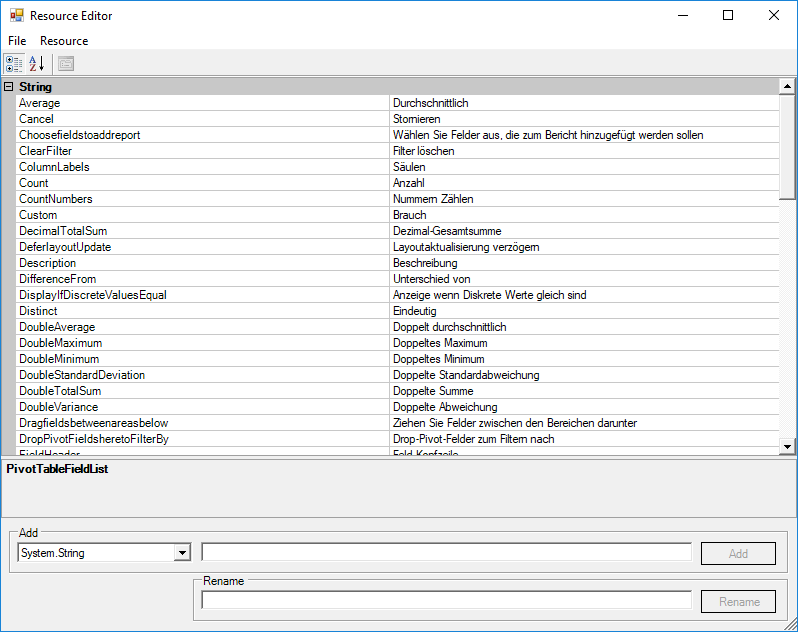 Resource Editor
File Resource
String
Average Durchschnittlich
Cancel Stornieren
Choosefieldstoaddreport Wählen Sie Felder aus, die zum Bericht hinzugefügt werden sollen
ClearFilter Filter löschen
ColumnLabels Säulen
Count Anzahl
CountNumbers Nummern Zählen
Custom Brauch
DecimalTotalSum Dezimal-Gesamtsumme
DeferlayoutUpdate Layoutaktualisierung verzögern
Description Beschreibung
DifferenceFrom Unterschied von
DisplayIfDiscreteValuesEqual Anzeige wenn Diskrete Werte gleich sind
Distinct Eindeutig
DoubleAverage Doppelt durchschnittlich
DoubleMaximum Doppeltes Maximum
DoubleMinimum Doppeltes Minimum
DoubleStandardDeviation Doppelte Standardabweichung
DoubleTotalSum Doppelte Summe
DoubleVariance Doppelte Abweichung
Dragfieldsbetweenareasbelow Ziehen Sie Felder zwischen den Bereichen darunter
DropPivotFieldsheretoFilterBy Drop-Pivot-Felder zum Filtern nach
FieldHeader Feld-Kopfzeile
PivotTableFieldList
Add
System.String Add
Rename
Rename